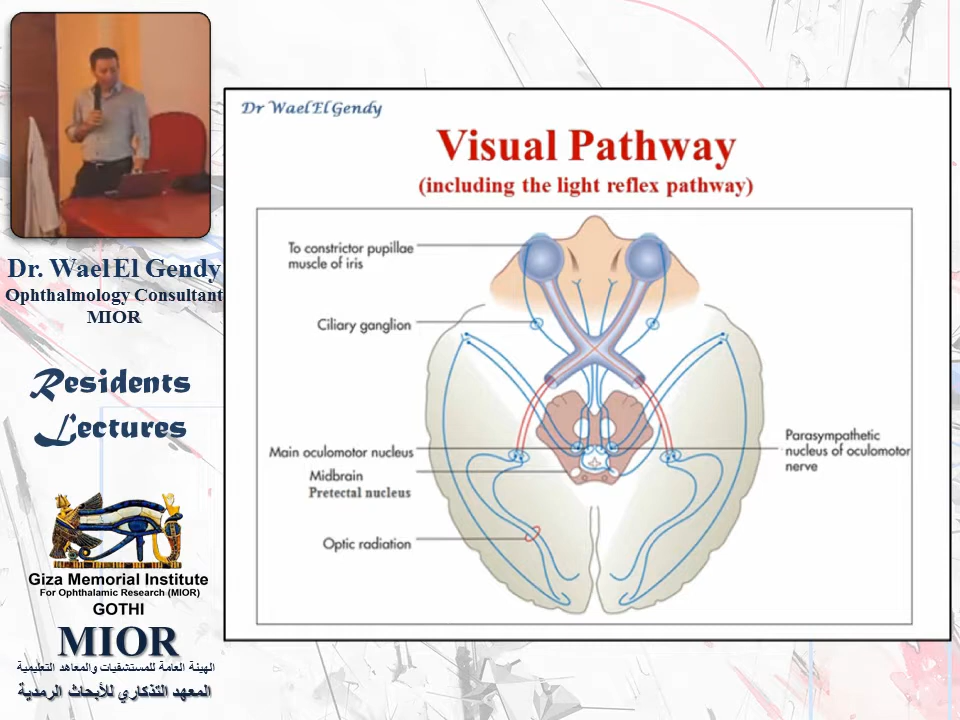 Dr. Wael El Gendy
Ophthalmology Consultant
MIOR
Residents
Lectures
Giza Memorial Institute
For Ophthalamic Research (MIOR)
GOTHI
MIOR
الهيئة العامة للمستشفيات والمعاهد التعليمية
المعهد التذكاري للأبحاث الرمدية
Dr Wael El Gendy
Visual Pathway
(including the light reflex pathway)
To constrictor pupillae
muscle of iris
Ciliary ganglion
Main oculomotor nucleus
Midbrain
Pretectal nucleus
Optic radiation
Parasympathetic
nucleus of oculomotor
nerve